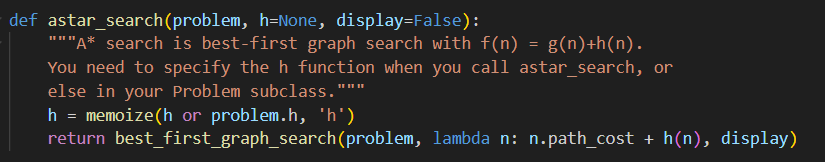 def astar_search(problem, h=None, display=False):
    """A* search is best-first graph search with f(n) = g(n)+h(n).
    You need to specify the h function when you call astar_search, or
    else in your Problem subclass."""
    h = memoize(h or problem.h, 'h')
    return best_first_graph_search(problem, lambda n: n.path_cost + h(n), display)